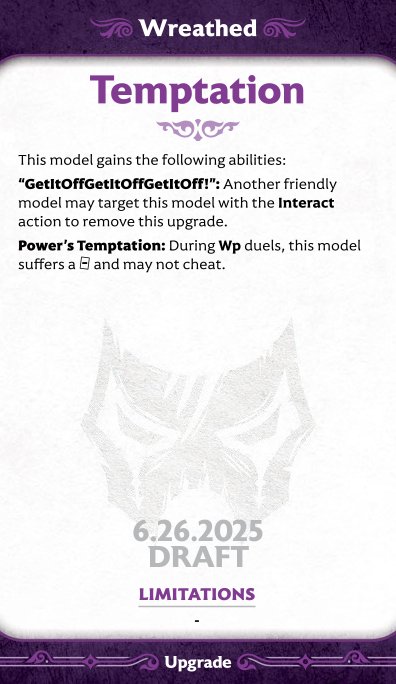 Wreathed
Temptation
This model gains the following abilities:
“GetItOffGetItOffGetItOff!”: Another friendly
model may target this model with the Interact
action to remove this upgrade.
Power’s Temptation: During Wp duels, this model
suffers a and may not cheat.
6.26.2025
DRAFT
LIMITATIONS
-
Upgrade